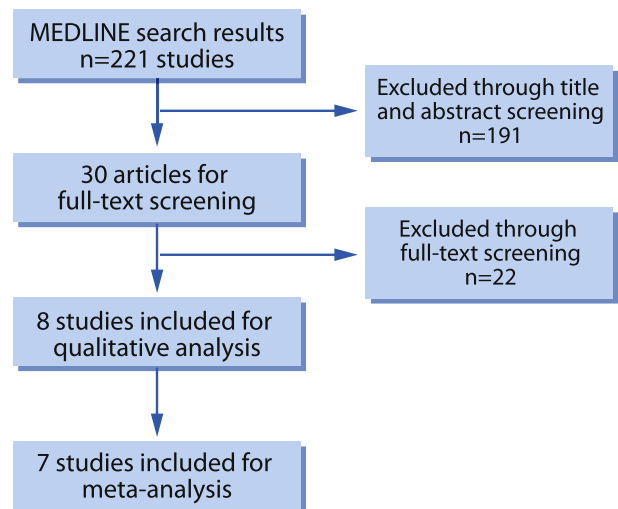 MEDLINE search results
n=221 studies
Excluded through title
and abstract screening
n=191
30 articles for
full-text screening
Excluded through
full-text screening
n=22
8 studies included for
qualitative analysis
7 studies included for
meta-analysis